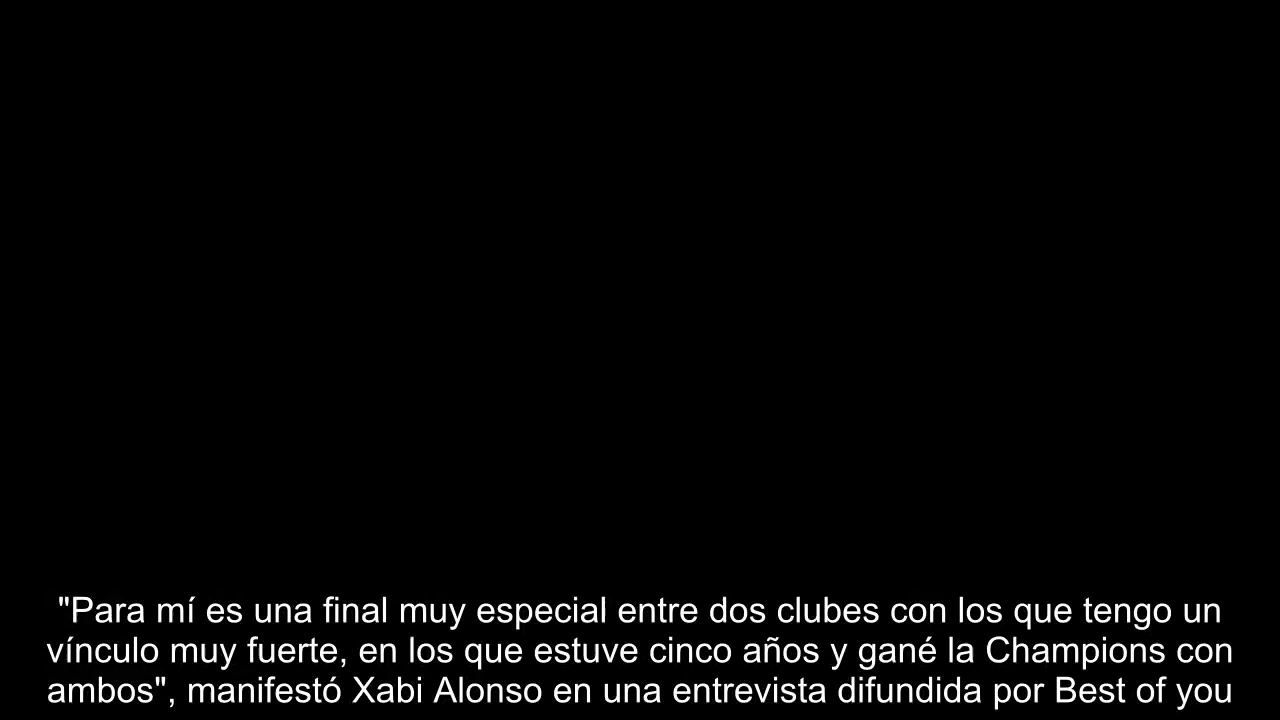 "Para mí es una final muy especial entre dos clubes con los que tengo un
vínculo muy fuerte, en los que estuve cinco años y gané la Champions con
ambos", manifestó Xabi Alonso en una entrevista difundida por Best of you